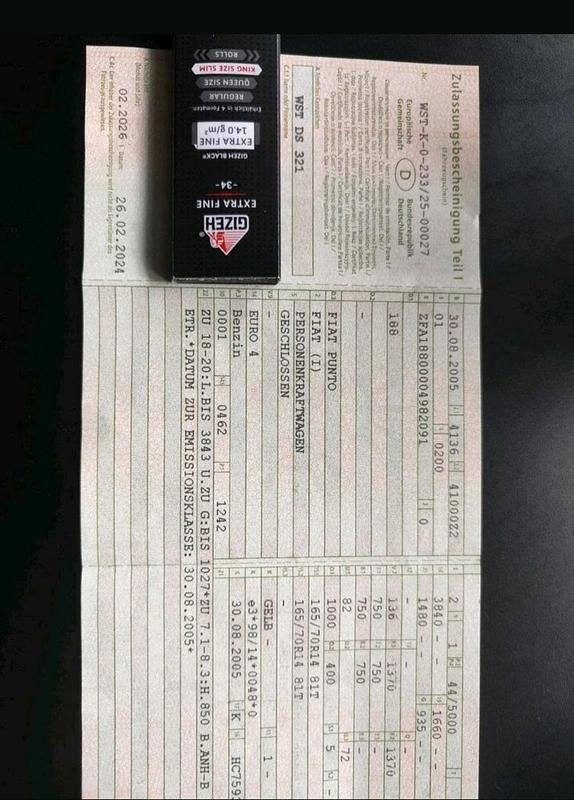 Zulassungsbescheinigung Teil I
(Fahrzeugschein)
Nr. WST-K-0-233/25-00027
Europäische Gemeinschaft
D
Bundesrepublik Deutschland
WST DS 321
02.2026
26.02.2024
GIZEH
EXTRA FINE
-34-
GIZEH BLACK®
EXTRA FINE
14.0 g/m²
Erhältlich in 4 Formaten:
REGULAR
QUEEN SIZE
KING SIZE SLIM
ROLLS
30.08.2005 4136 41000Z2
01 0200
ZFA18800004982091 0
188
-
FIAT PUNTO
FIAT (I)
PERSONENKRAFTWAGEN
GESCHLOSSEN
-
EURO 4
Benzin
0001 0462 1242
ZU 18-20:L.BIS 3843 U.ZU G:BIS 1027*ZU 7.1-8.3:H.850 B.ANH-B
ETR.*DATUM ZUR EMISSIONSKLASSE: 30.08.2005*
2 1 44/5000
3840 - - 1660 -
1480 - - 935 - -
- - -
136 1370 1370
750 750 -
750 750 -
82 72
1000 400 5 -
165/70R14 81T
165/70R14 81T
-
GELB - 1 -
e3*98/14*0048*0
30.08.2005 K HC759